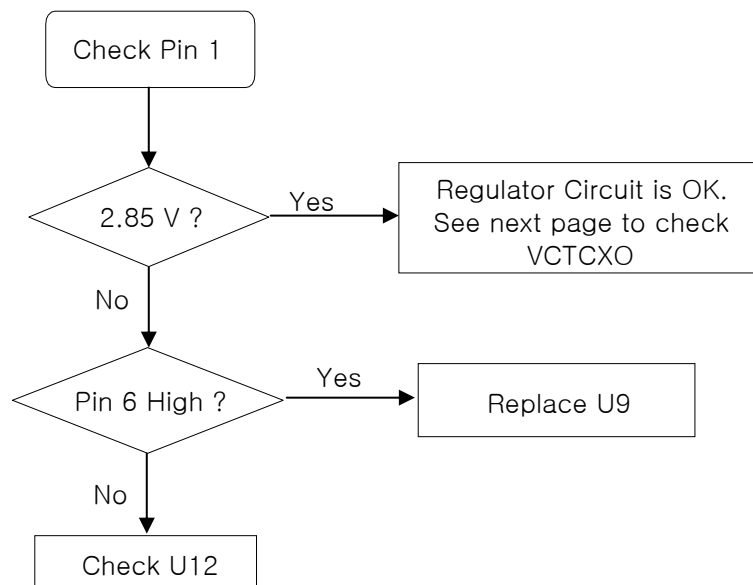 Check Pin 1
2.85 V ?
Yes
Regulator Circuit is OK.
See next page to check
VCTCXO
No
Pin 6 High ?
Yes
Replace U9
No
Check U12